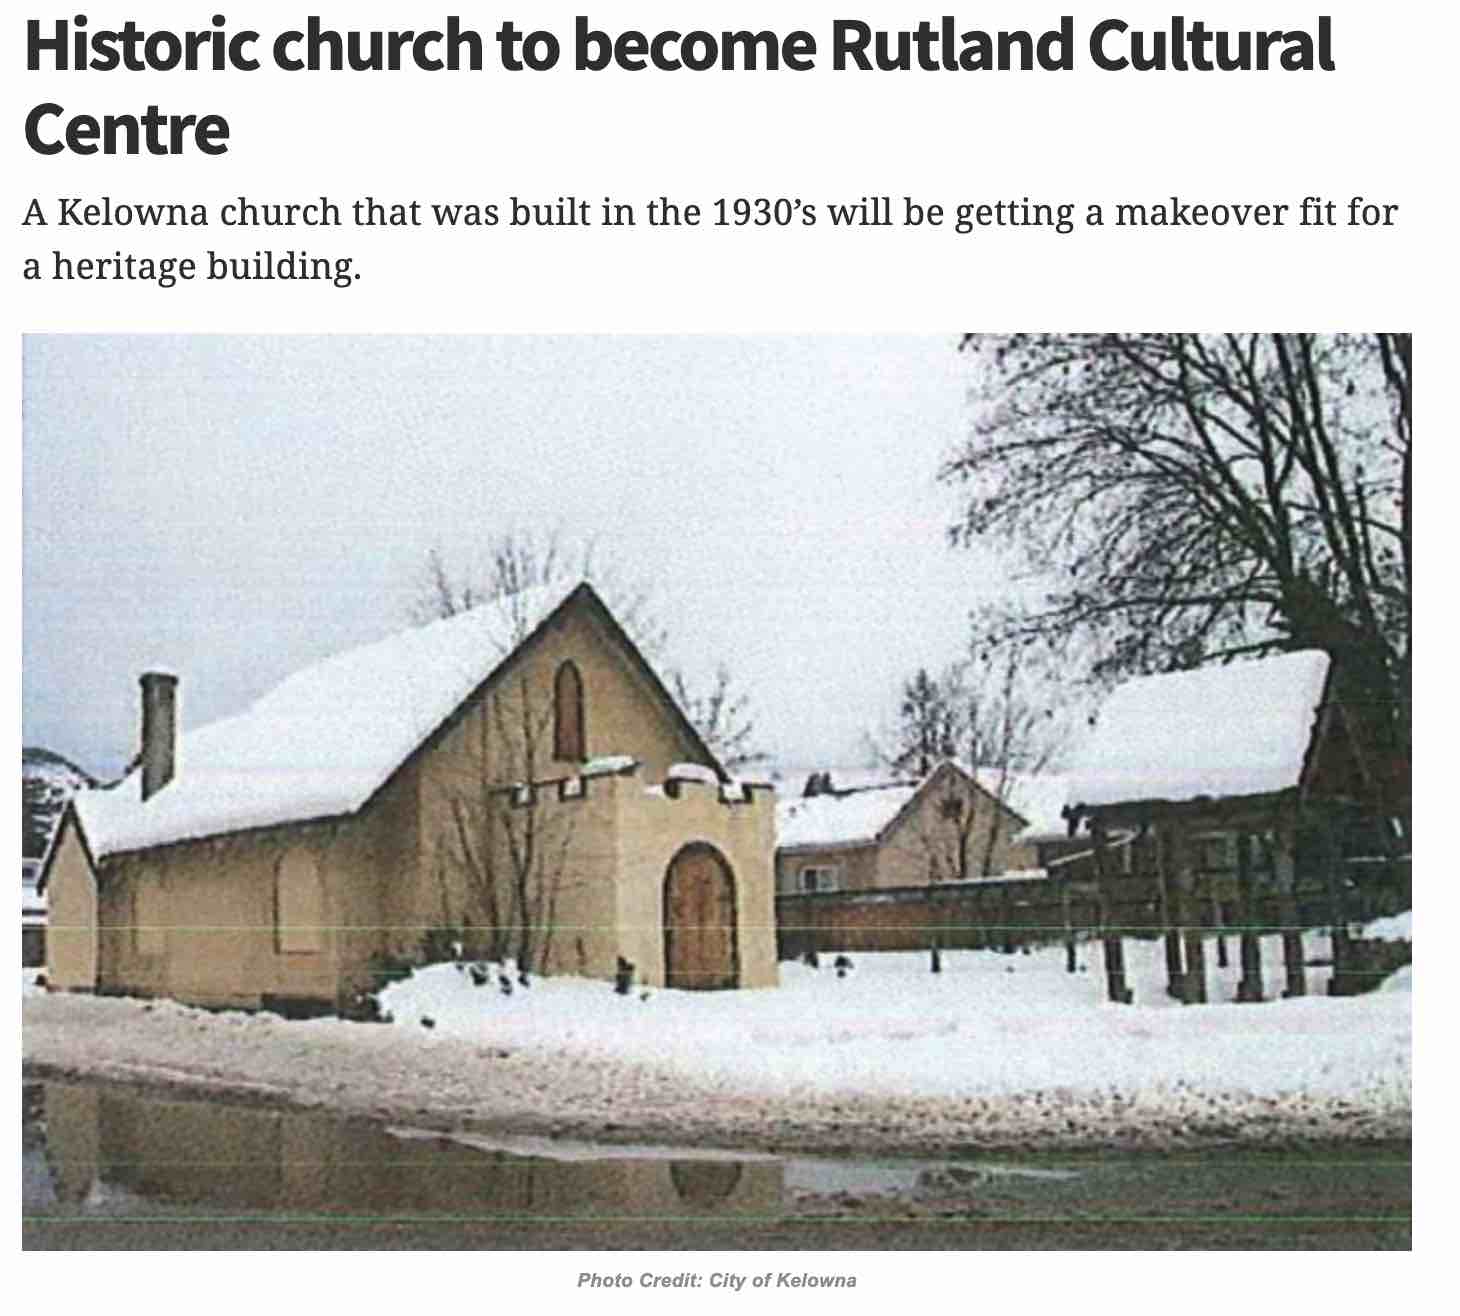 Historic church to become Rutland Cultural
Centre
A Kelowna church that was built in the 1930’s will be getting a makeover fit for
a heritage building.
Photo Credit: City of Kelowna